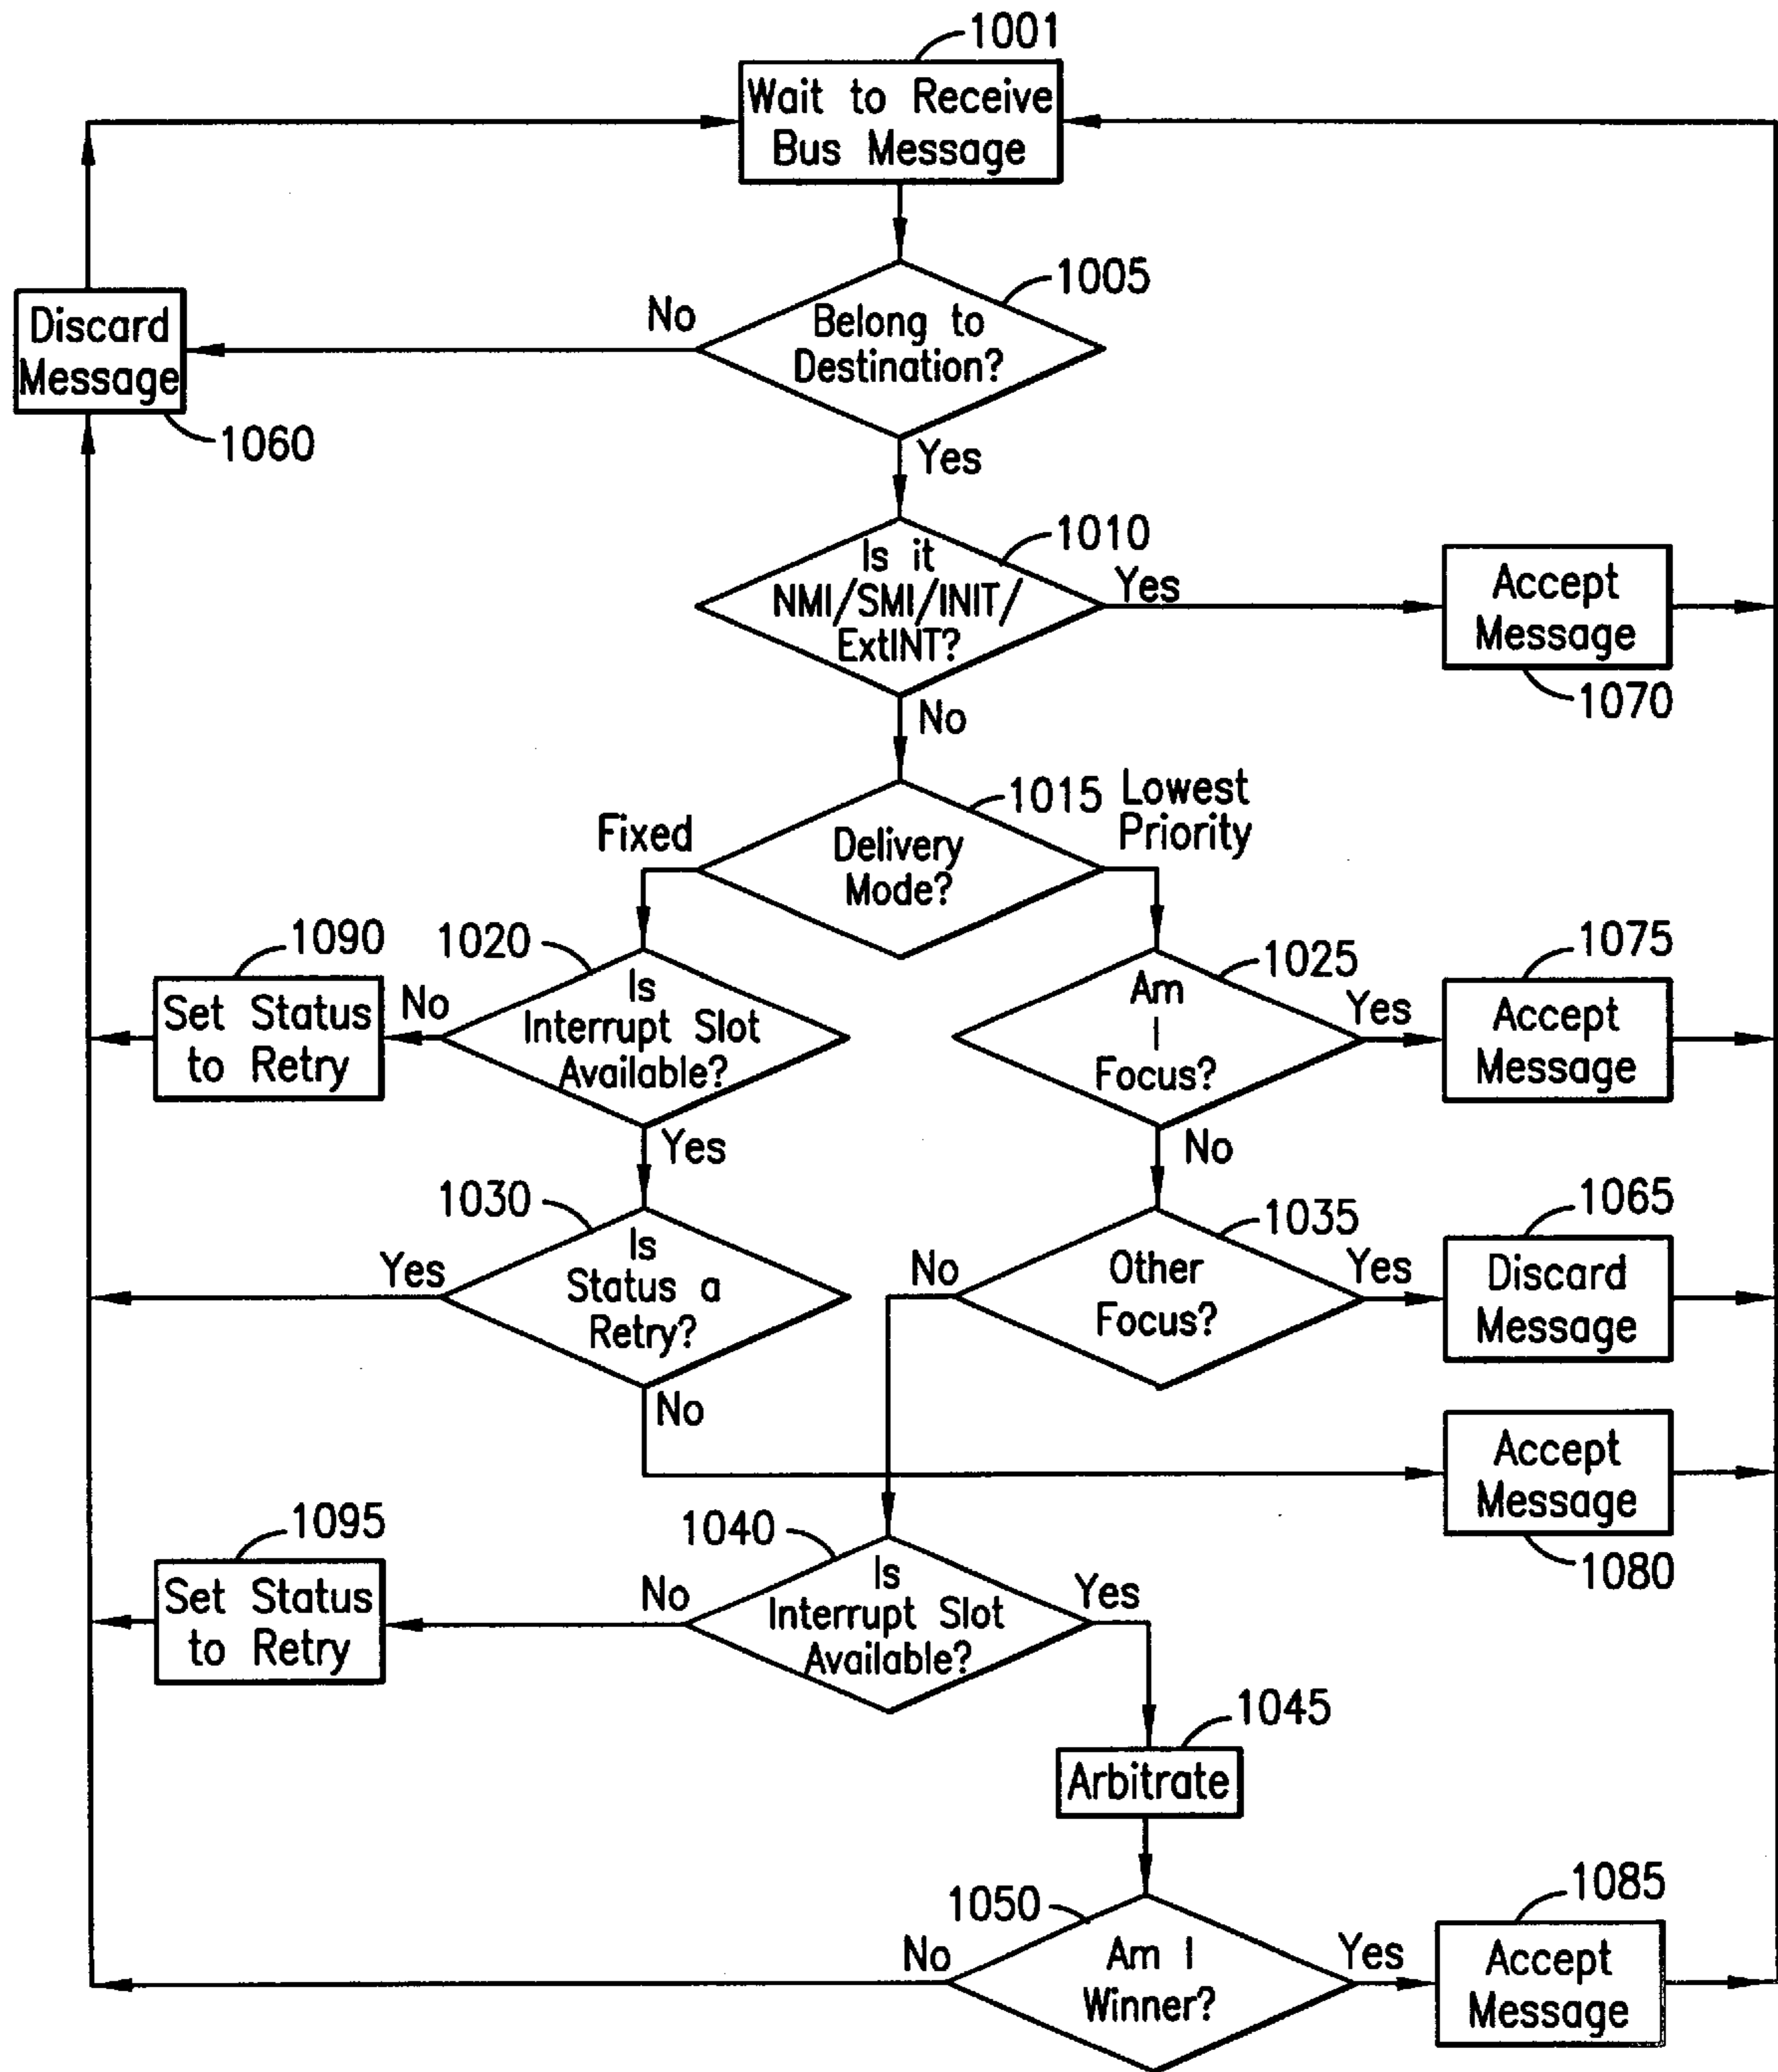 1001
Wait to Receive
Bus Message
1005
No
Belong to
Destination?
Discard
Message
1060
Yes
1010
Is it
NMI/SMI/INIT/
ExtINT?
Yes
Accept
Message
1070
No
1015
Lowest
Priority
Fixed
Delivery
Mode?
1090
Set Status
to Retry
No
1020
Is
Interrupt Slot
Available?
1025
Am
I
Focus?
Yes
1075
Accept
Message
Yes
No
1030
Is
Status a
Retry?
Yes
No
1035
Other
Focus?
Yes
1065
Discard
Message
No
Accept
Message
1080
1095
Set Status
to Retry
No
1040
Is
Interrupt Slot
Available?
Yes
1045
Arbitrate
1050
No
Am I
Winner?
Yes
1085
Accept
Message